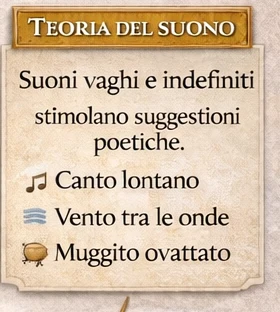 TEORIA DEL SUONO
Suoni vaghi e indefiniti
stimolano suggestioni
poetiche.
Canto lontano
Vento tra le onde
Muggito ovattato